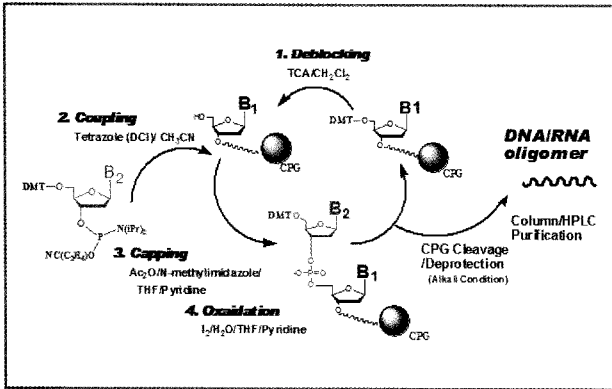 1. Deblocking
TCA/CH2Cl2
2. Coupling
Tetrazole (DCI)/ CH3CN
HO
B1
O
CPG
DMT
O
B1
O
CPG
DNA/RNA
oligomer
Column/HPLC
Purification
DMT
O
B2
O
P
N(iPr)2
NC(C2H4)O
DMT
O
B2
O
O
P
O
O
B1
O
CPG
3. Capping
Ac2O/N-methylimidazole/
THF/Pyridine
4. Oxaidation
I2/H2O/THF/Pyridine
CPG Cleavage
/Deprotection
(Alkali Condition)